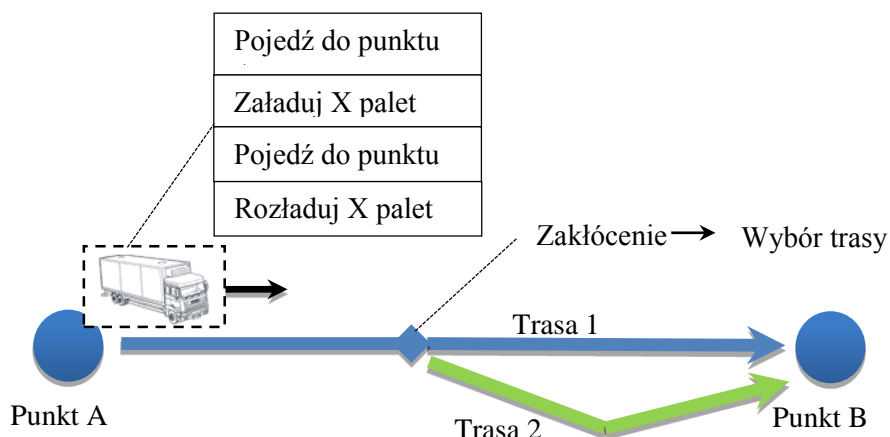 Pojedź do punktu
Załaduj X palet
Pojedź do punktu
Rozładuj X palet
Zakłócenie
Wybór trasy
Trasa 1
Punkt A
Trasa 2
Punkt B